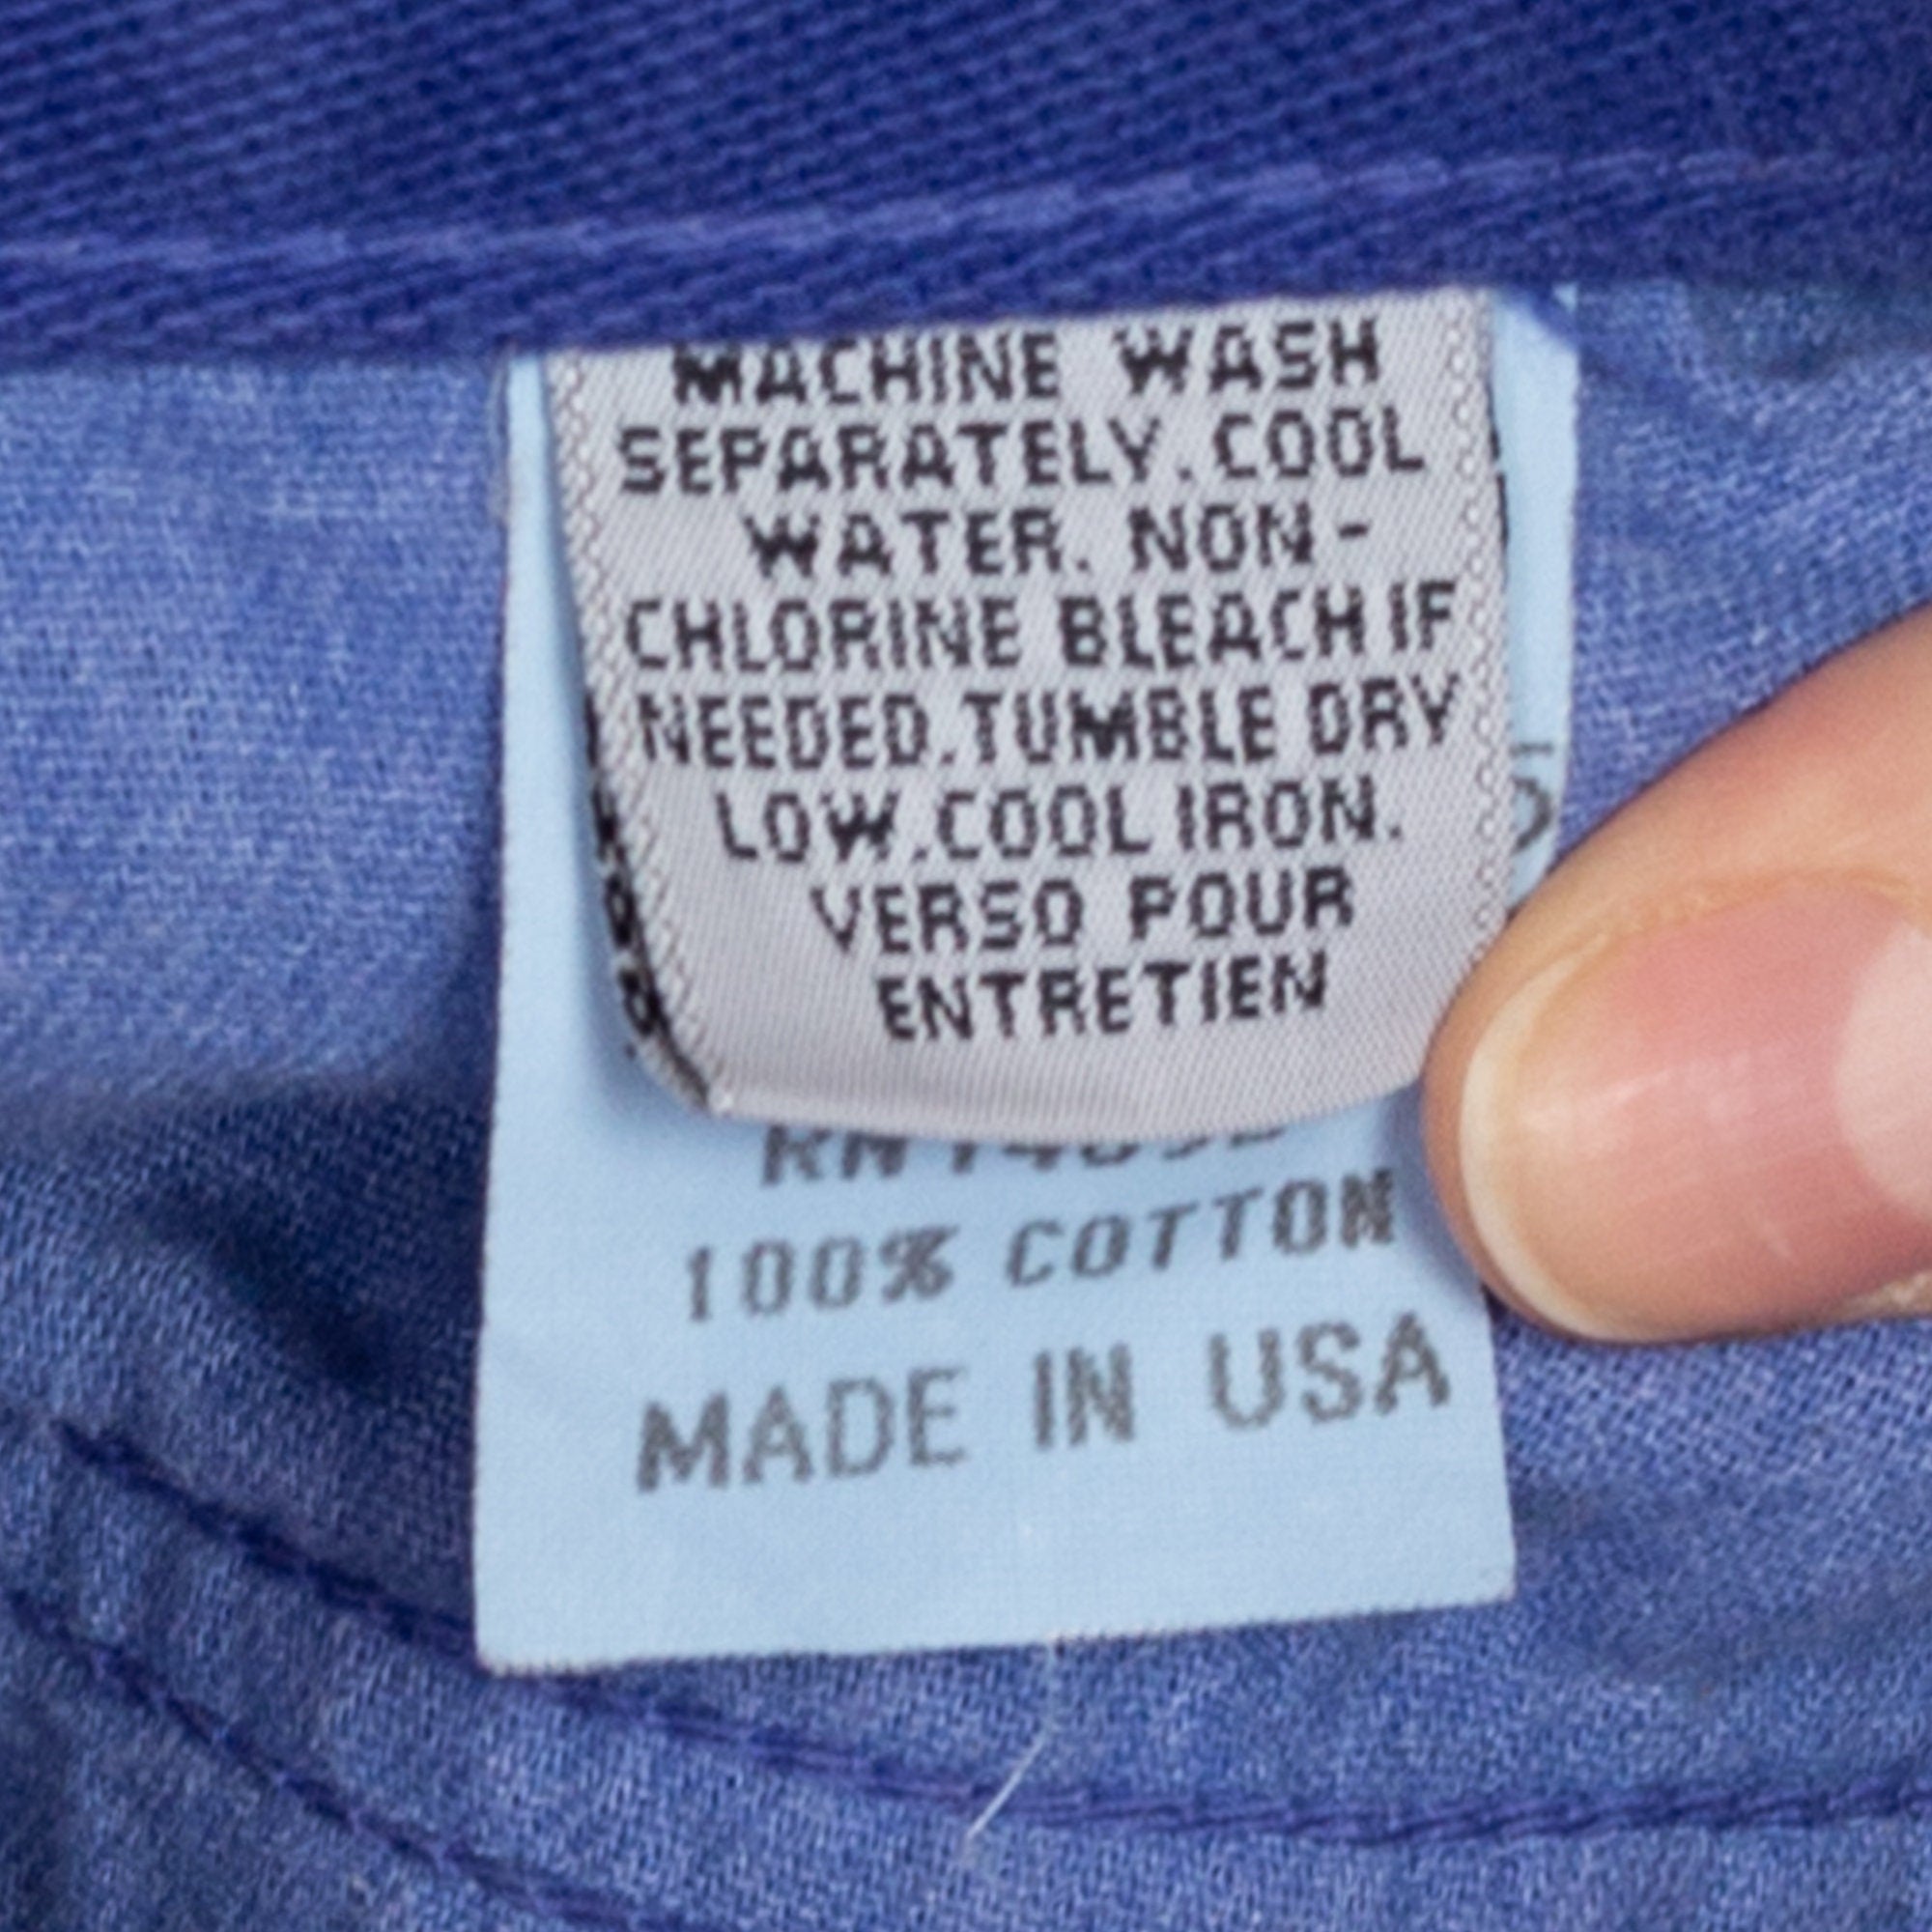 MACHINE WASH
SEPARATELY. COOL
WATER. NON-
CHLORINE BLEACH IF
NEEDED. TUMBLE DRY
LOW. COOL IRON.
VERSO POUR
ENTRETIEN
RN
100% COTTON
MADE IN USA